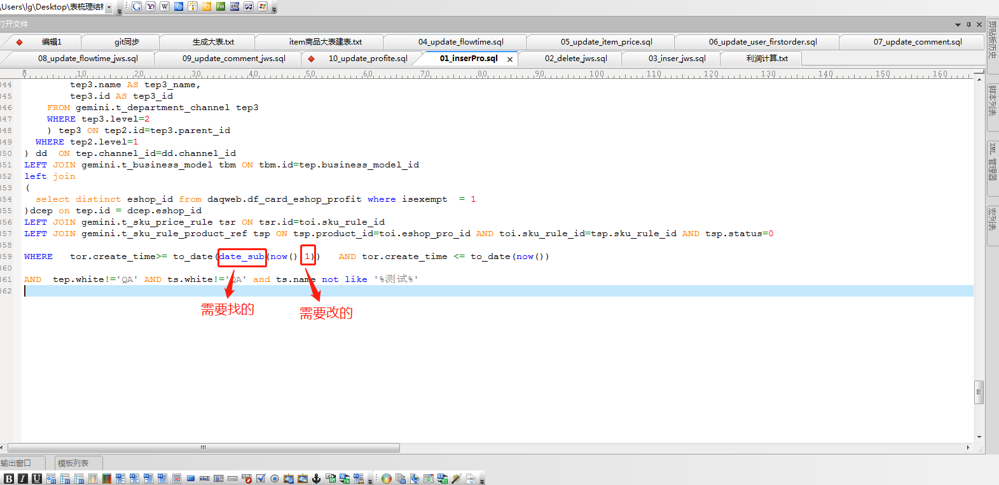 \Users\lg\Desktop\表梳理结构
打开文件
编辑1 git同步 生成大表.txt item商品大表建表.txt 04_update_flowtime.sql 05_update_item_price.sql 06_update_user_firstorder.sql 07_update_comment.sql
08_update_flowtime_jws.sql 09_update_comment_jws.sql 10_update_profite.sql 01_inserPro.sql 02_delete_jws.sql 03_inser_jws.sql 利润计算.txt
0 10 20 30 40 50 60 70 80 90 100 110 120 130 140 150 160
344 tep3.name AS tep3_name,
345 tep3.id AS tep3_id
346 FROM gemini.t_department_channel tep3
347 WHERE tep3.level=2
348 ) tep3 ON tep2.id=tep3.parent_id
349 WHERE tep2.level=1
350 ) dd  ON tep.channel_id=dd.channel_id
351 LEFT JOIN gemini.t_business_model tbm ON tbm.id=tep.business_model_id
352 left join
353 (
354 select distinct eshop_id from daqweb.df_card_eshop_profit where isexempt  = 1
355 )dcep on tep.id = dcep.eshop_id
356 LEFT JOIN gemini.t_sku_price_rule tsr ON tsr.id=toi.sku_rule_id
357 LEFT JOIN gemini.t_sku_rule_product_ref tsp ON tsp.product_id=toi.eshop_pro_id AND toi.sku_rule_id=tsp.sku_rule_id AND tsp.status=0
358
359 WHERE   tor.create_time>= to_date(date_sub(now() 1))   AND tor.create_time <= to_date(now())
360
361 AND  tep.white!='QA' AND ts.white!='QA' and ts.name not like '%测试%'
362
需要找的
需要改的
剪贴板历史
脚本列表
XML 管理器
宏列表
输出窗口 模板列表